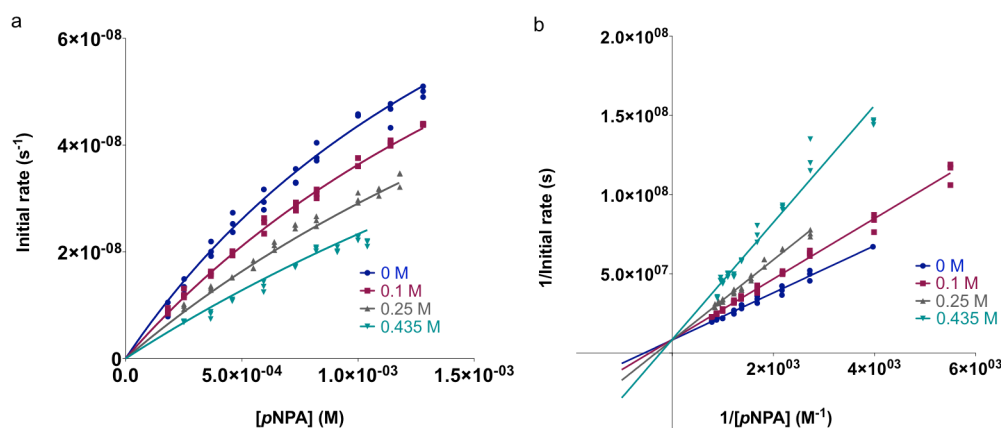 a
6×10⁻⁰⁸
4×10⁻⁰⁸
2×10⁻⁰⁸
0
Initial rate (s⁻¹)
0 M
0.1 M
0.25 M
0.435 M
0.0
5.0×10⁻⁰⁴
1.0×10⁻⁰³
1.5×10⁻⁰³
[pNPA] (M)
b
2.0×10⁰⁸
1.5×10⁰⁸
1.0×10⁰⁸
5.0×10⁰⁷
1/Initial rate (s)
0 M
0.1 M
0.25 M
0.435 M
2×10⁰³
4×10⁰³
6×10⁰³
1/[pNPA] (M⁻¹)